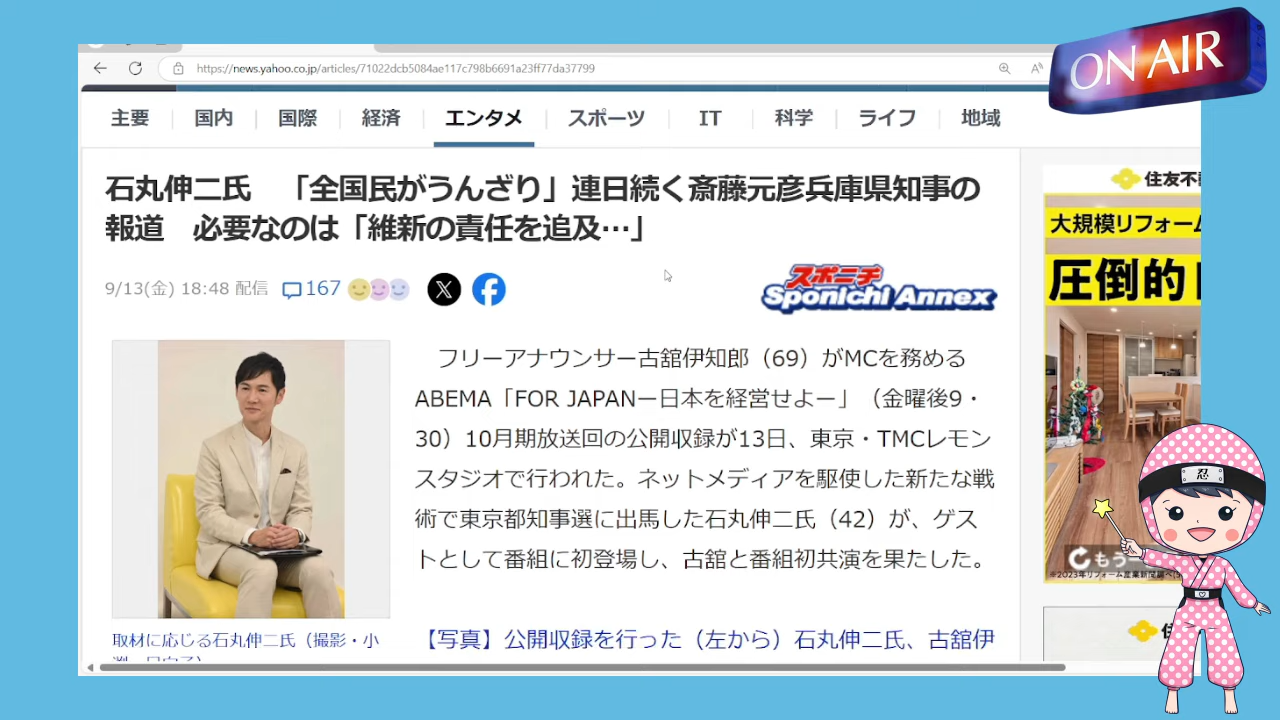 ON AIR
https://news.yahoo.co.jp/articles/71022dcb5084ae117c798b6691a23ff77da37799
主要 国内 国際 経済 エンタメ スポーツ IT 科学 ライフ 地域
石丸伸二氏 「全国民がうんざり」連日続く斎藤元彦兵庫県知事の
報道 必要なのは「維新の責任を追及…」
9/13(金) 18:48 配信 167
スポニチ
Sponichi Annex
住友不
大規模リフォーム
圧倒的
フリーアナウンサー古舘伊知郎（69）がMCを務める
ABEMA「FOR JAPANー日本を経営せよー」（金曜後9・
30）10月期放送回の公開収録が13日、東京・TMCレモン
スタジオで行われた。ネットメディアを駆使した新たな戦
術で東京都知事選に出馬した石丸伸二氏（42）が、ゲス
トとして番組に初登場し、古舘と番組初共演を果たした。
取材に応じる石丸伸二氏（撮影・小
【写真】公開収録を行った（左から）石丸伸二氏、古舘伊
もう一
忍